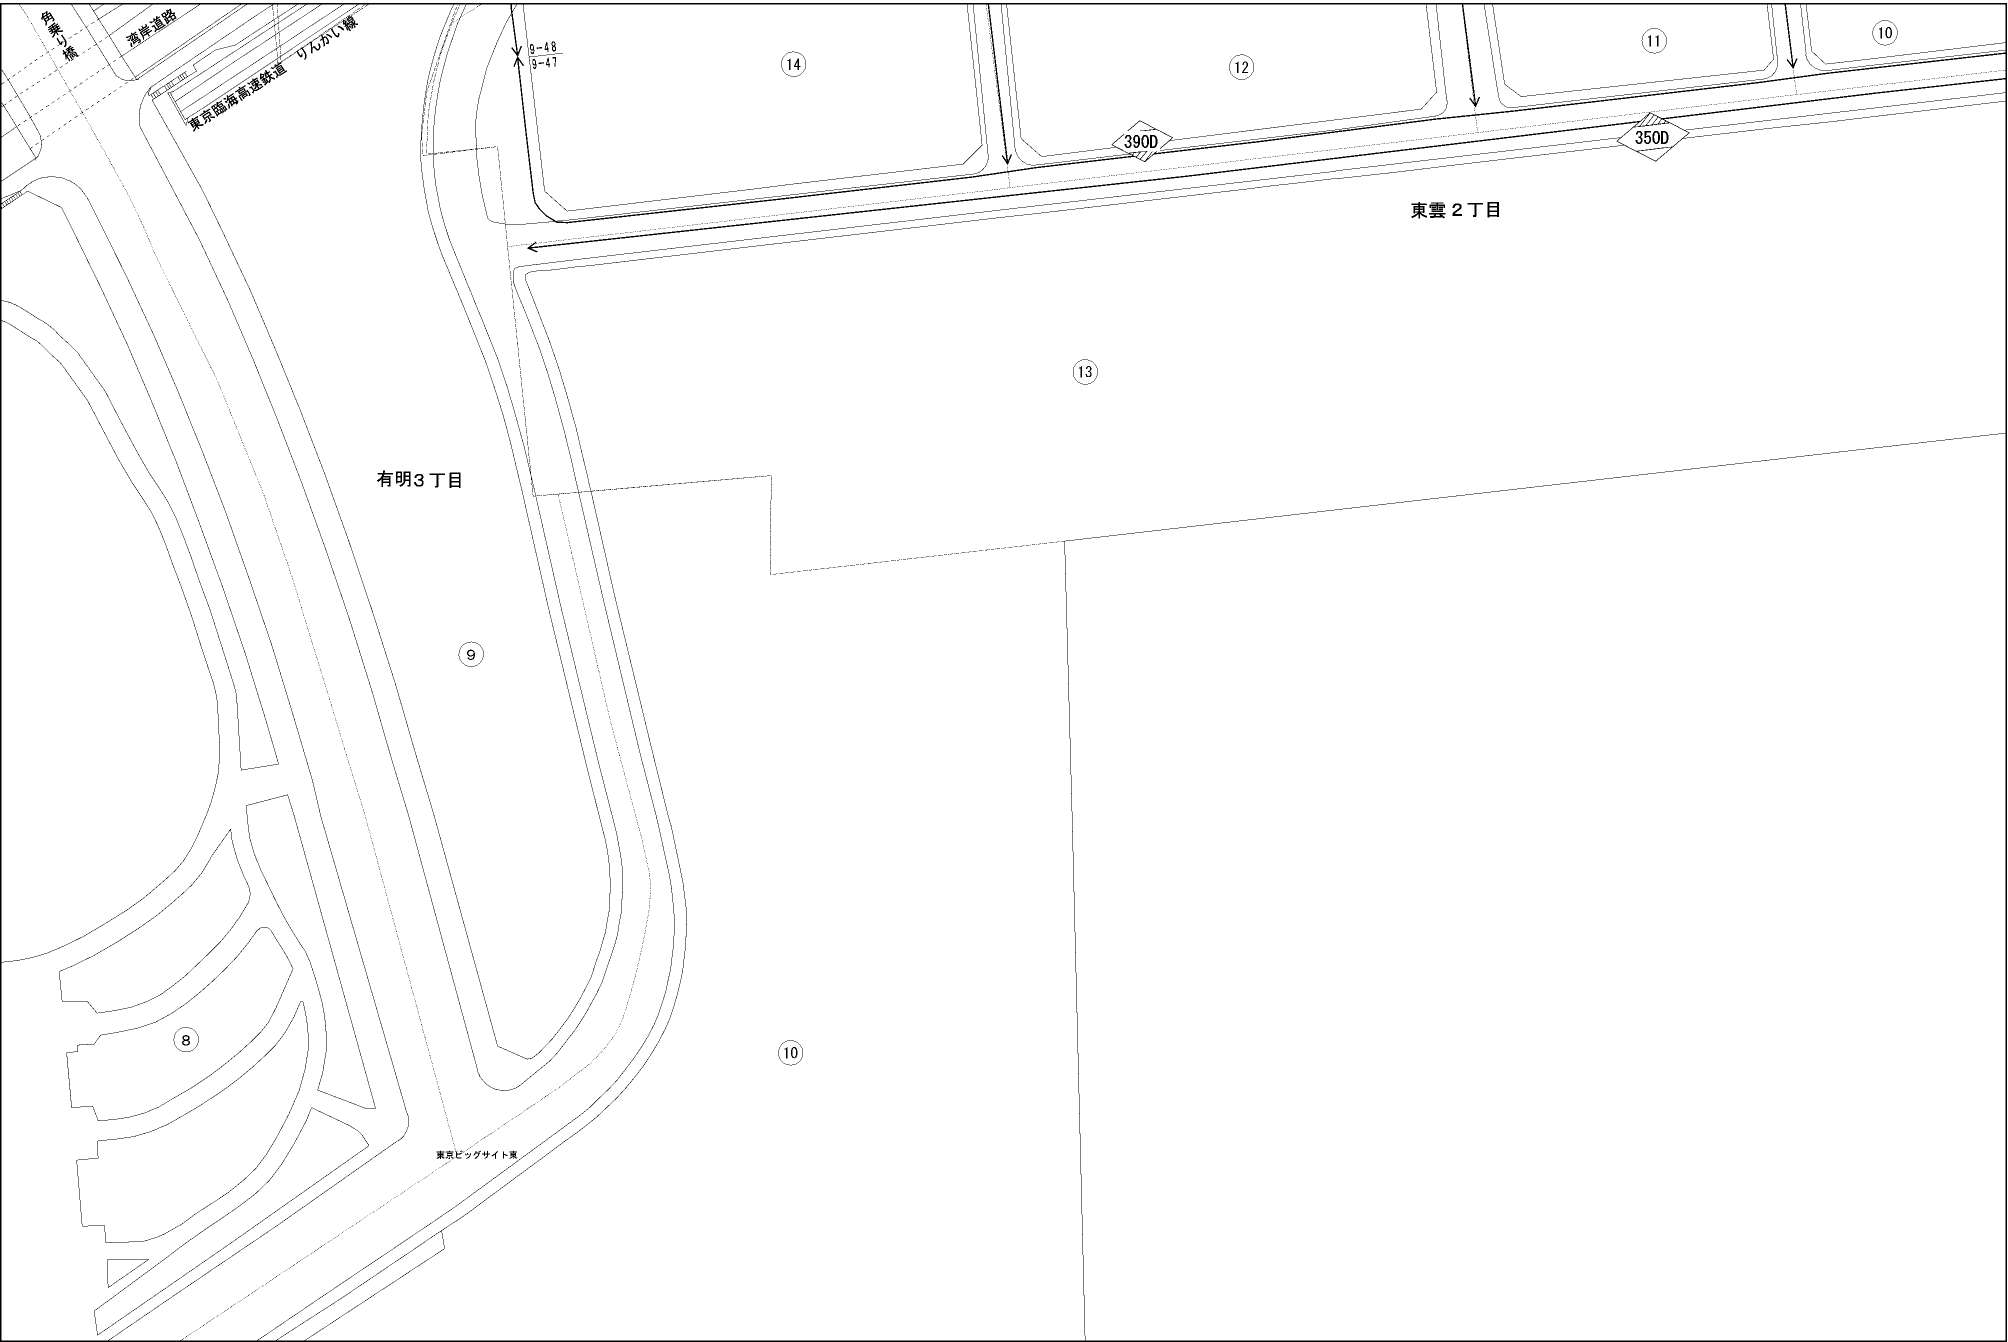 角乗り橋
湾岸道路
りんかい線
東京臨海高速鉄道
9-48
9-47
14
12
11
10
390D
350D
東雲2丁目
13
有明3丁目
9
8
10
東京ビッグサイト東